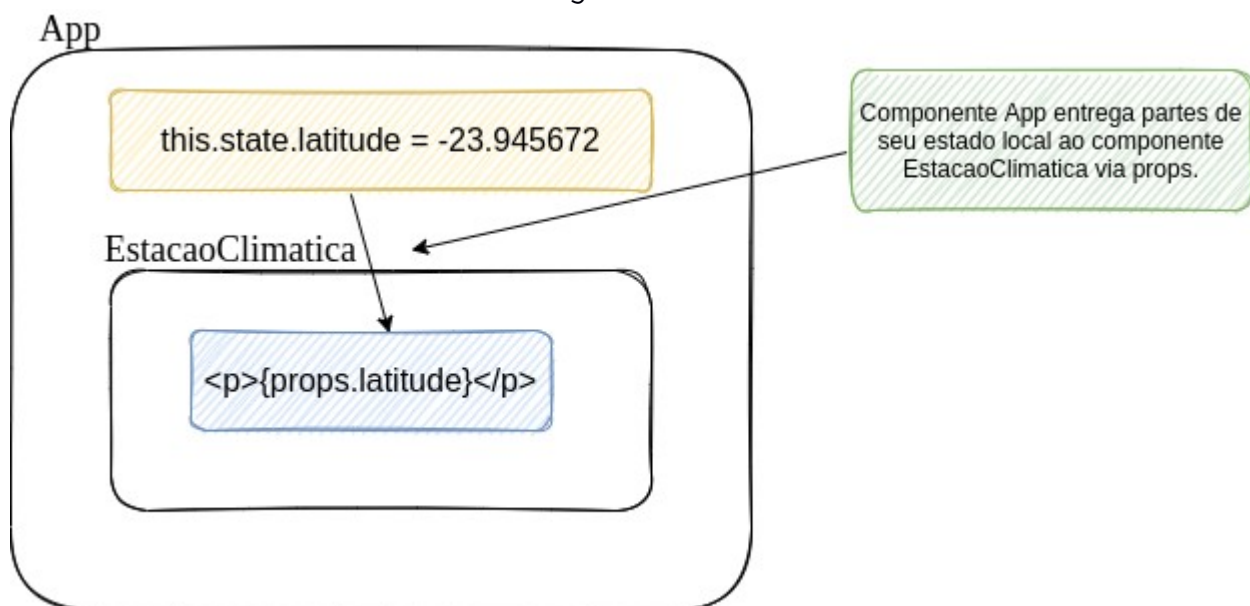 App
this.state.latitude = -23.945672
Componente App entrega partes de
seu estado local ao componente
EstacaoClimatica via props.
EstacaoClimatica
<p>{props.latitude}</p>